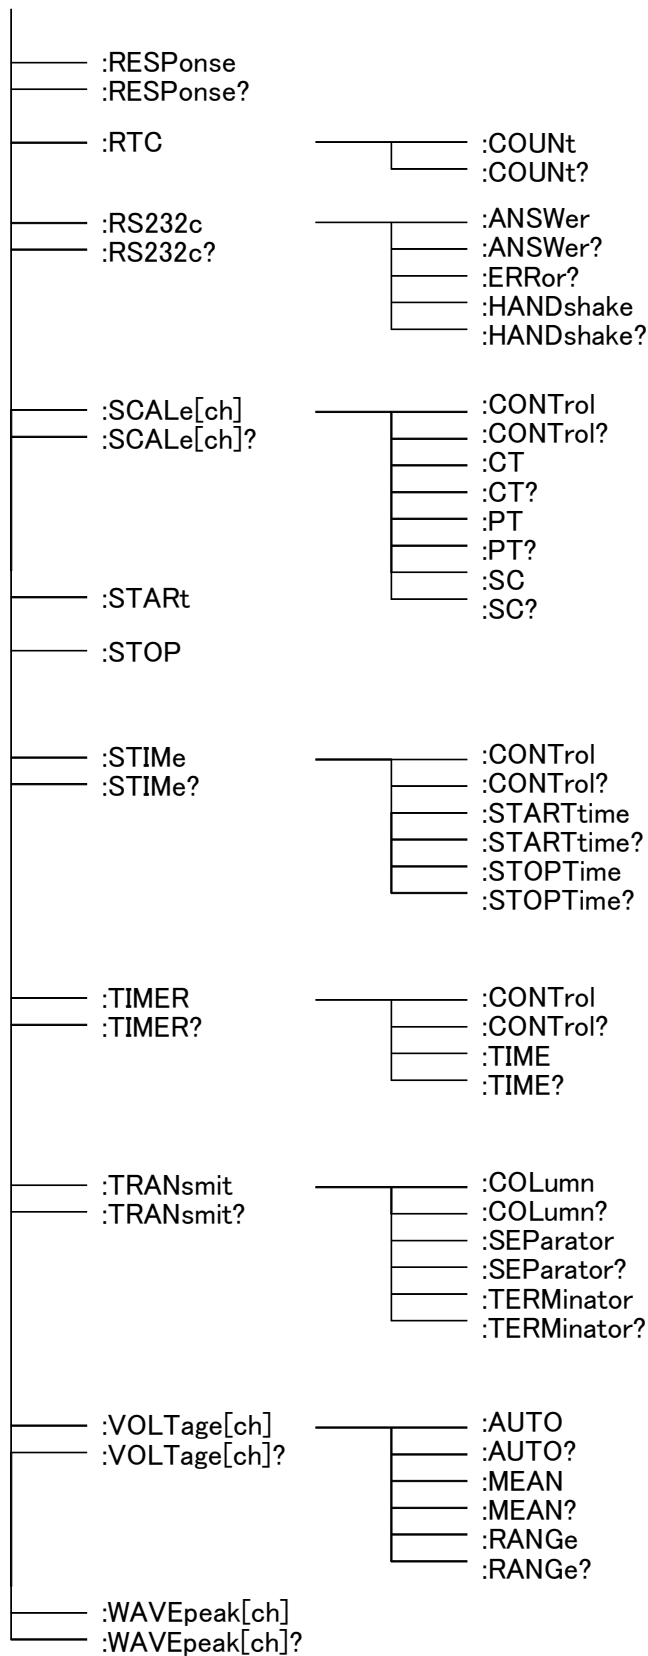 :RESPonse
:RESPonse?
:RTC :COUNt
:COUNt?
:RS232c :ANSWer
:RS232c? :ANSWer?
:ERRor?
:HANDshake
:HANDshake?
:SCALe[ch] :CONTrol
:SCALe[ch]? :CONTrol?
:CT
:CT?
:PT
:PT?
:STARt :SC
:SC?
:STOP
:STIMe :CONTrol
:STIMe? :CONTrol?
:STARTtime
:STARTtime?
:STOPTime
:STOPTime?
:TIMER :CONTrol
:TIMER? :CONTrol?
:TIME
:TIME?
:TRANsmit :COLumn
:TRANsmit? :COLumn?
:SEParator
:SEParator?
:TERMinator
:TERMinator?
:VOLTage[ch] :AUTO
:VOLTage[ch]? :AUTO?
:MEAN
:MEAN?
:RANGe
:RANGe?
:WAVEpeak[ch]
:WAVEpeak[ch]?